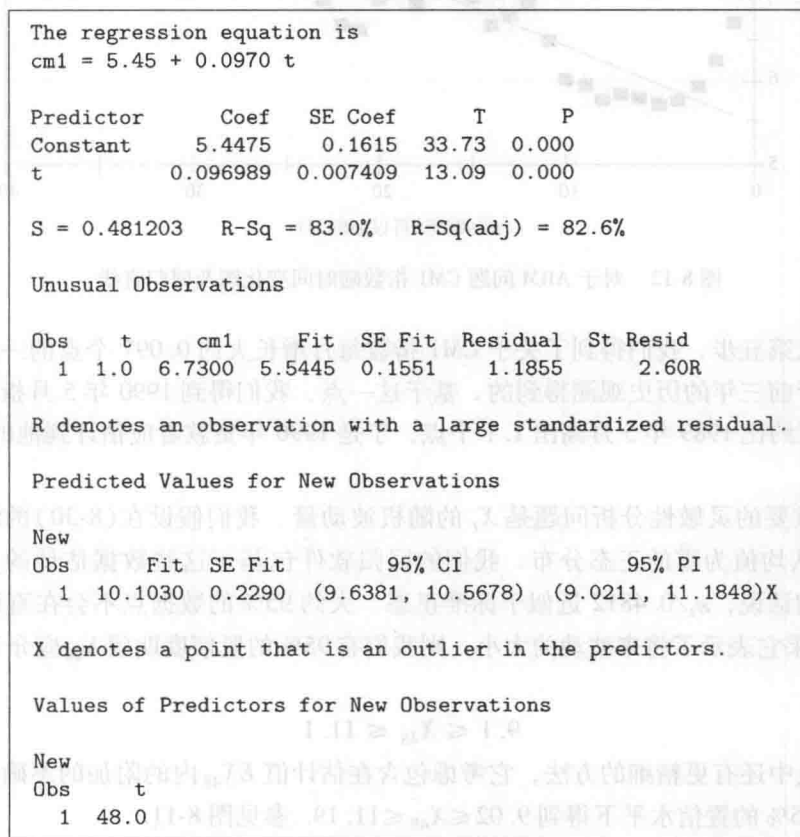 The regression equation is
cm1 = 5.45 + 0.0970 t
Predictor Coef SE Coef T P
Constant 5.4475 0.1615 33.73 0.000
t 0.096989 0.007409 13.09 0.000
S = 0.481203 R-Sq = 83.0% R-Sq(adj) = 82.6%
Unusual Observations
Obs t cm1 Fit SE Fit Residual St Resid
1 1.0 6.7300 5.5445 0.1551 1.1855 2.60R
R denotes an observation with a large standardized residual.
Predicted Values for New Observations
New
Obs Fit SE Fit 95% CI 95% PI
1 10.1030 0.2290 (9.6381, 10.5678) (9.021, 11.1848)X
X denotes a point that is an outlier in the predictors.
Values of Predictors for New Observations
New
Obs t
1 48.0